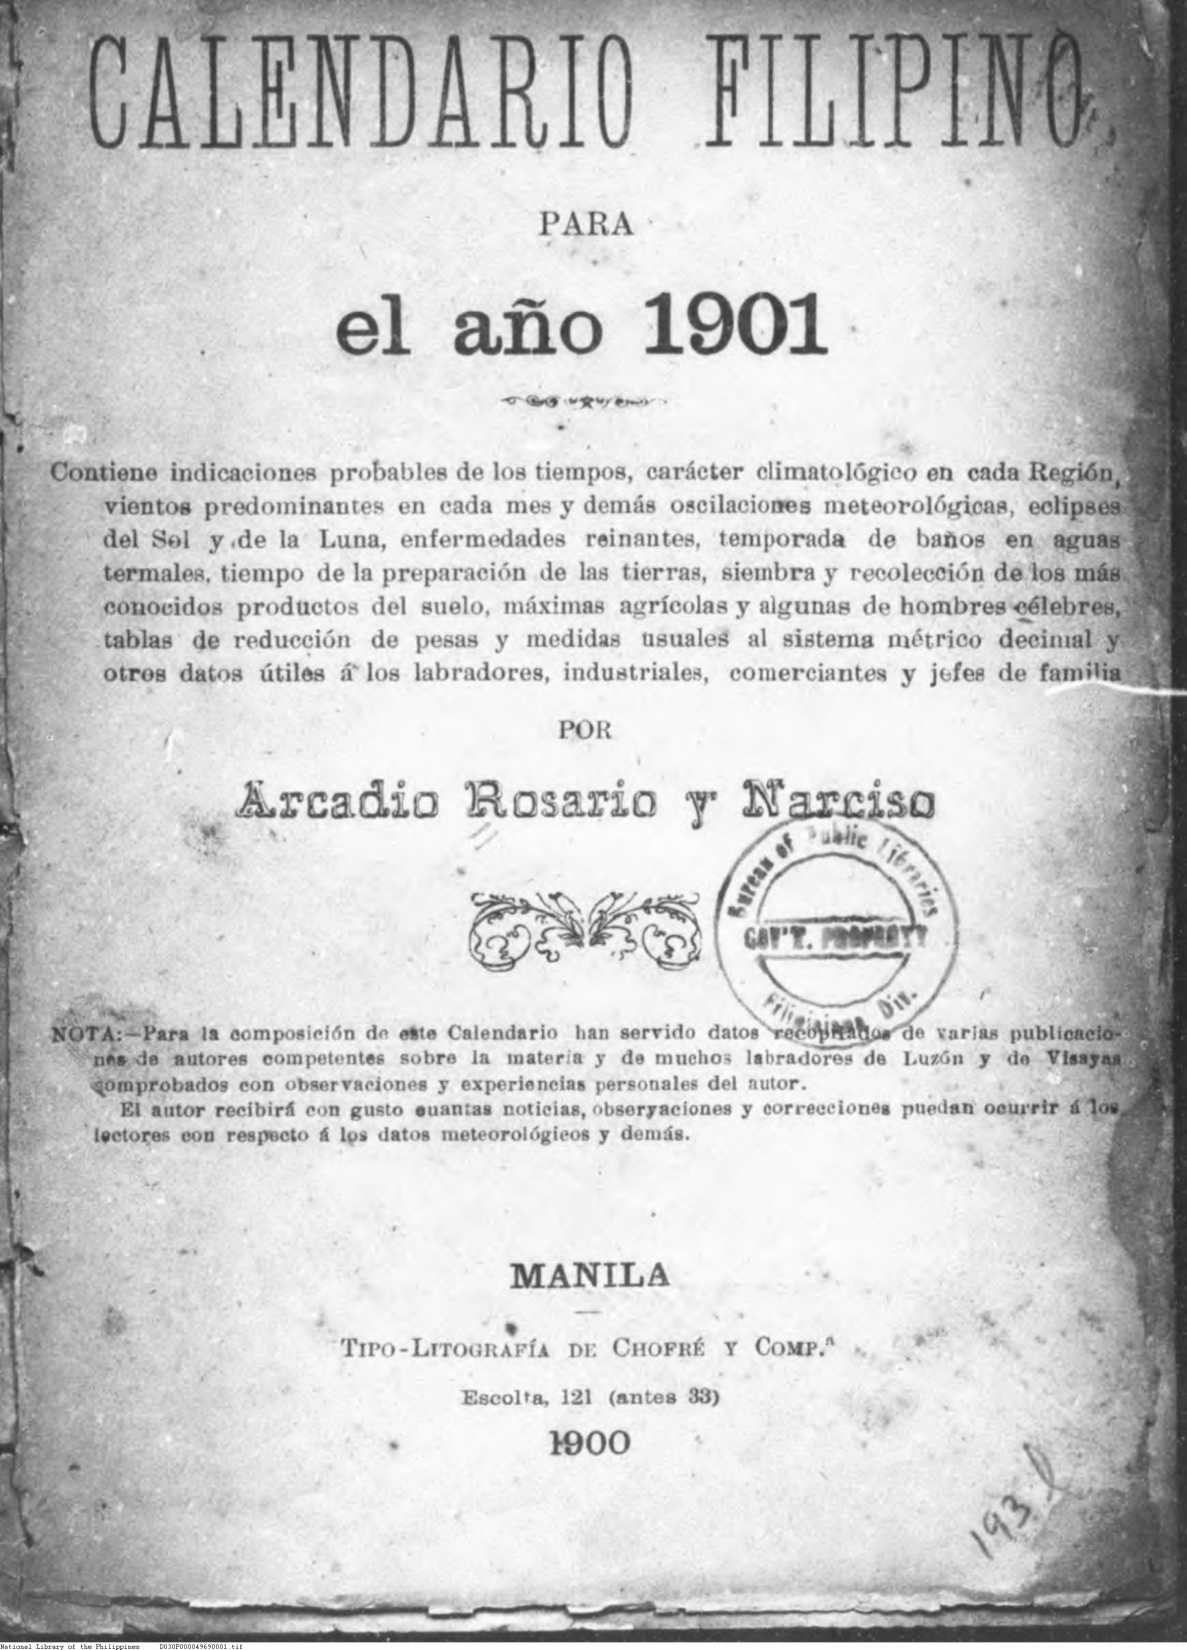 CALENDARIO FILIPINO
PARA
el año 1901
Contiene indicaciones probables de los tiempos, carácter climatológico en cada Región,
vientos predominantes en cada mes y demás oscilaciones meteorológicas, eclipses
del Sol y de la Luna, enfermedades reinantes, temporada de baños en aguas
termales, tiempo de la preparación de las tierras, siembra y recolección de los más
conocidos productos del suelo, máximas agrícolas y algunas de hombres célebres,
tablas de reducción de pesas y medidas usuales al sistema métrico decimal y
otros datos útiles á los labradores, industriales, comerciantes y jefes de familia
POR
Arcadio Rosario y Narciso
Bureau of Public Libraries
GOV'T. PROPERTY
Filipiniana Div.
NOTA:—Para la composición de este Calendario han servido datos recopilados de varias publicacio-
nes de autores competentes sobre la materia y de muchos labradores de Luzón y de Visayas
comprobados con observaciones y experiencias personales del autor.
El autor recibirá con gusto cuantas noticias, observaciones y correcciones puedan ocurrir á los
lectores con respecto á los datos meteorológicos y demás.
MANILA
TIPO-LITOGRAFÍA DE CHOFRÉ Y COMP.ª
Escolta, 121 (antes 33)
1900
193
National Library of the Philippines D030F000049690001.tif